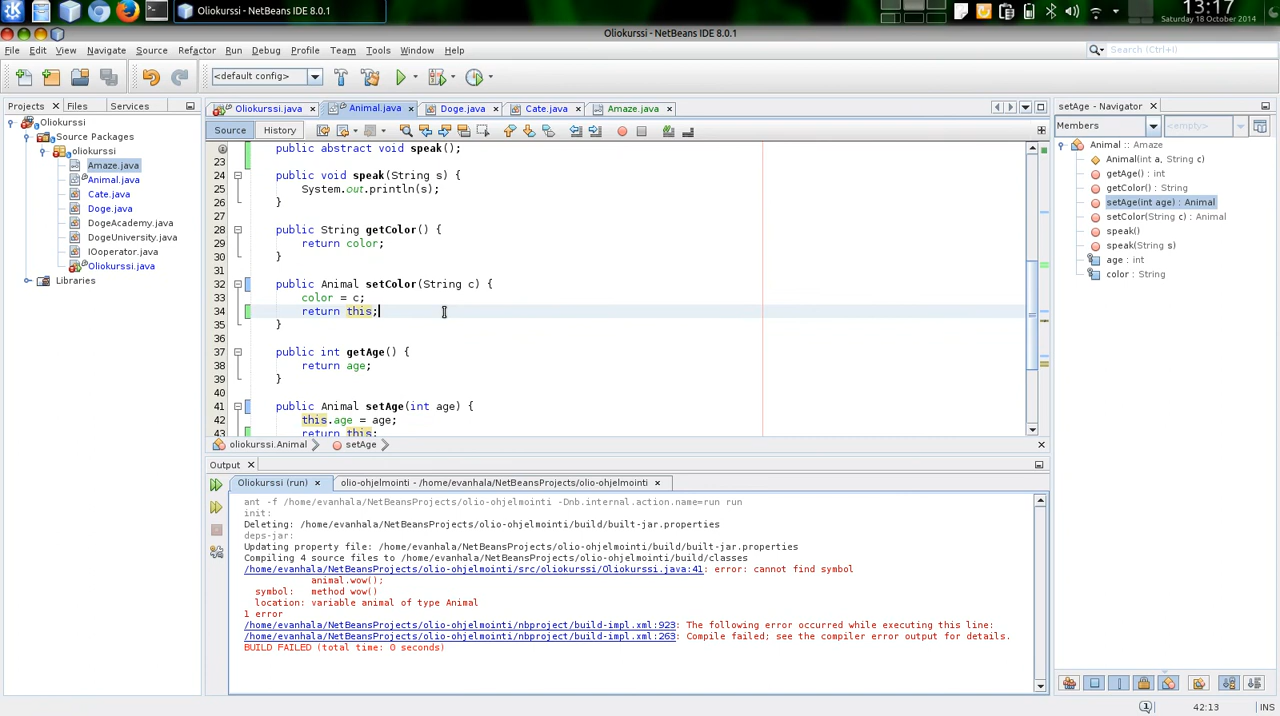 Oliokurssi - NetBeans IDE 8.0.1
13:17
Saturday 18 October 2014
Oliokurssi - NetBeans IDE 8.0.1
File Edit View Navigate Source Refactor Run Debug Profile Team Tools Window Help
Search (Ctrl+I)
<default config>
Projects Files Services
Oliokurssi
Source Packages
oliokurssi
Amaze.java
Animal.java
Cate.java
Doge.java
DogeAcademy.java
DogeUniversity.java
IOoperator.java
Oliokurssi.java
Libraries
Oliokurssi.java Animal.java Doge.java Cate.java Amaze.java
Source History
public abstract void speak();
23
24 public void speak(String s) {
25 System.out.println(s);
26 }
27
28 public String getColor() {
29 return color;
30 }
31
32 public Animal setColor(String c) {
33 color = c;
34 return this;
35 }
36
37 public int getAge() {
38 return age;
39 }
40
41 public Animal setAge(int age) {
42 this.age = age;
43 return this;
oliokurssi.Animal setAge
setAge - Navigator
Members <empty>
Animal :: Amaze
Animal(int a, String c)
getAge() : int
getColor() : String
setAge(int age) : Animal
setColor(String c) : Animal
speak()
speak(String s)
age : int
color : String
Output
Oliokurssi (run) olio-ohjelmointi - /home/evanhala/NetBeansProjects/olio-ohjelmointi
ant -f /home/evanhala/NetBeansProjects/olio-ohjelmointi -Dnb.internal.action.name=run run
init:
Deleting: /home/evanhala/NetBeansProjects/olio-ohjelmointi/build/built-jar.properties
deps-jar:
Updating property file: /home/evanhala/NetBeansProjects/olio-ohjelmointi/build/built-jar.properties
Compiling 4 source files to /home/evanhala/NetBeansProjects/olio-ohjelmointi/build/classes
/home/evanhala/NetBeansProjects/olio-ohjelmointi/src/oliokurssi/Oliokurssi.java:41: error: cannot find symbol
animal.wow();
symbol: method wow()
location: variable animal of type Animal
1 error
/home/evanhala/NetBeansProjects/olio-ohjelmointi/nbproject/build-impl.xml:923: The following error occurred while executing this line:
/home/evanhala/NetBeansProjects/olio-ohjelmointi/nbproject/build-impl.xml:263: Compile failed; see the compiler error output for details.
BUILD FAILED (total time: 0 seconds)
1 42:13 INS